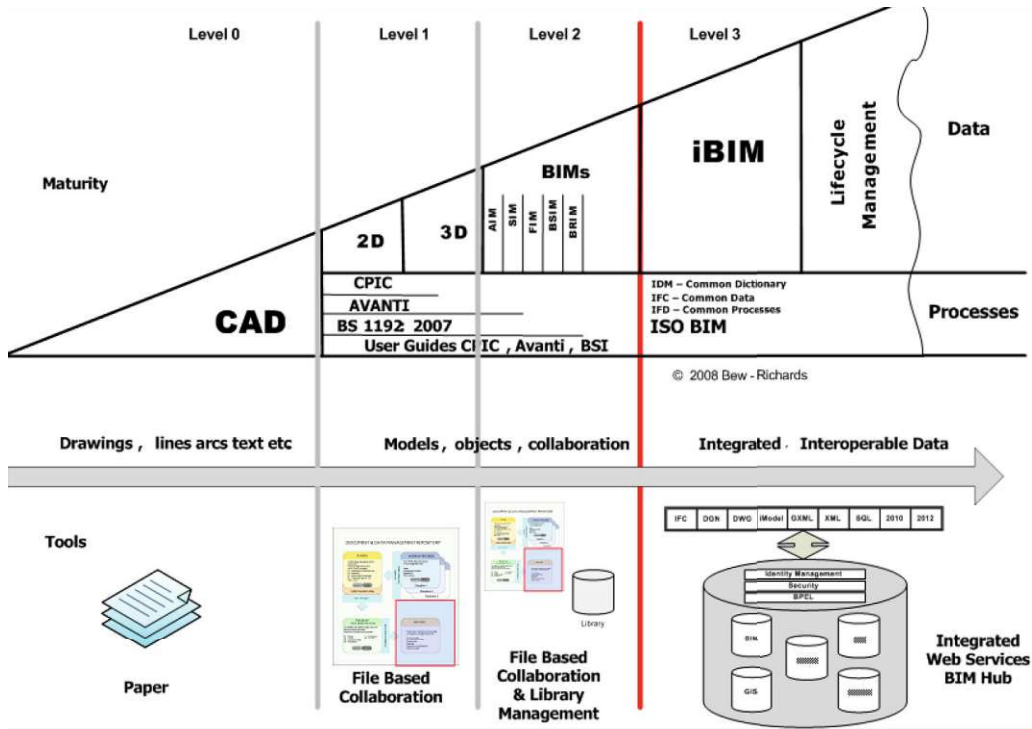 Level 0
Level 1
Level 2
Level 3
Maturity
CAD
2D
3D
BIMs
AIM
SIM
FIM
BSIM
BRIM
iBIM
Lifecycle
Management
Data
CPIC
AVANTI
BS 1192: 2007
User Guides CPIC , Avanti , BSI
IDM – Common Dictionary
IFC – Common Data
IFD – Common Processes
ISO BIM
Processes
© 2008 Bew - Richards
Drawings , lines arcs text etc
Models , objects , collaboration
Integrated , Interoperable Data
Tools
Paper
DOCUMENT & DATA MANAGEMENT REPOSITORY
File Based
Collaboration
Library
File Based
Collaboration
& Library
Management
IFC DGN DWG iModel GXML XML SQL 2010 2012
Identity Management
Security
BPEL
BIM
GIS
Integrated
Web Services
BIM Hub